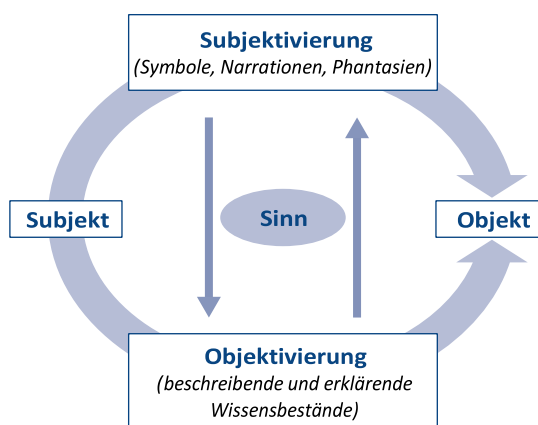 Subjektivierung
(Symbole, Narrationen, Phantasien)
Subjekt
Sinn
Objekt
Objektivierung
(beschreibende und erklärende
Wissensbestände)